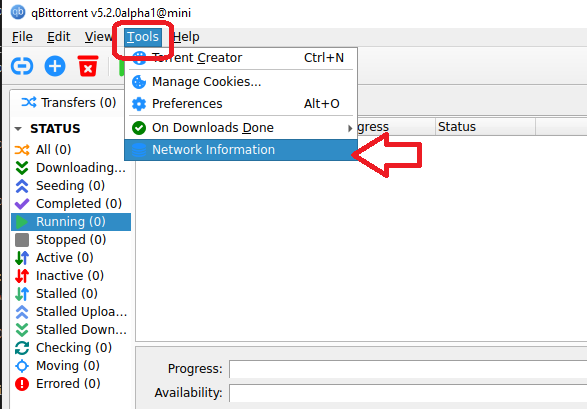 qBittorrent v5.2.0alpha1@mini
File Edit View Tools Help
Torrent Creator Ctrl+N
Manage Cookies...
Preferences Alt+O
On Downloads Done
Network Information
Transfers (0)
gress Status
STATUS
All (0)
Downloading...
Seeding (0)
Completed (0)
Running (0)
Stopped (0)
Active (0)
Inactive (0)
Stalled (0)
Stalled Uploa...
Stalled Down...
Checking (0)
Moving (0)
Errored (0)
Progress:
Availability: